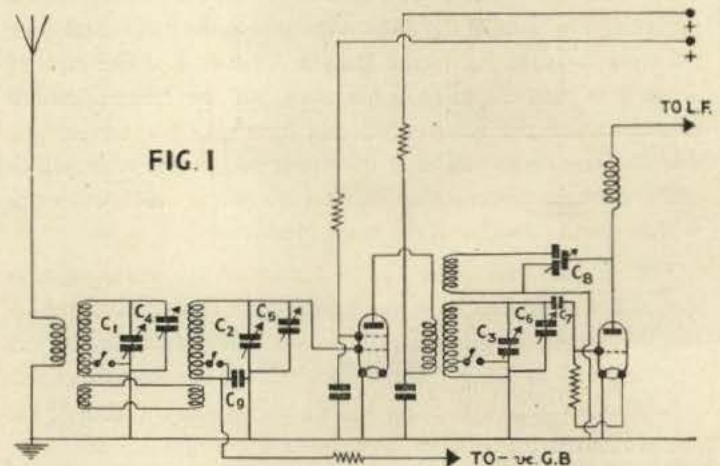 +
+
TO L.F.
FIG. 1
C8
C1
C4
C2
C5
C3
C6
C7
C9
TO -ve G.B